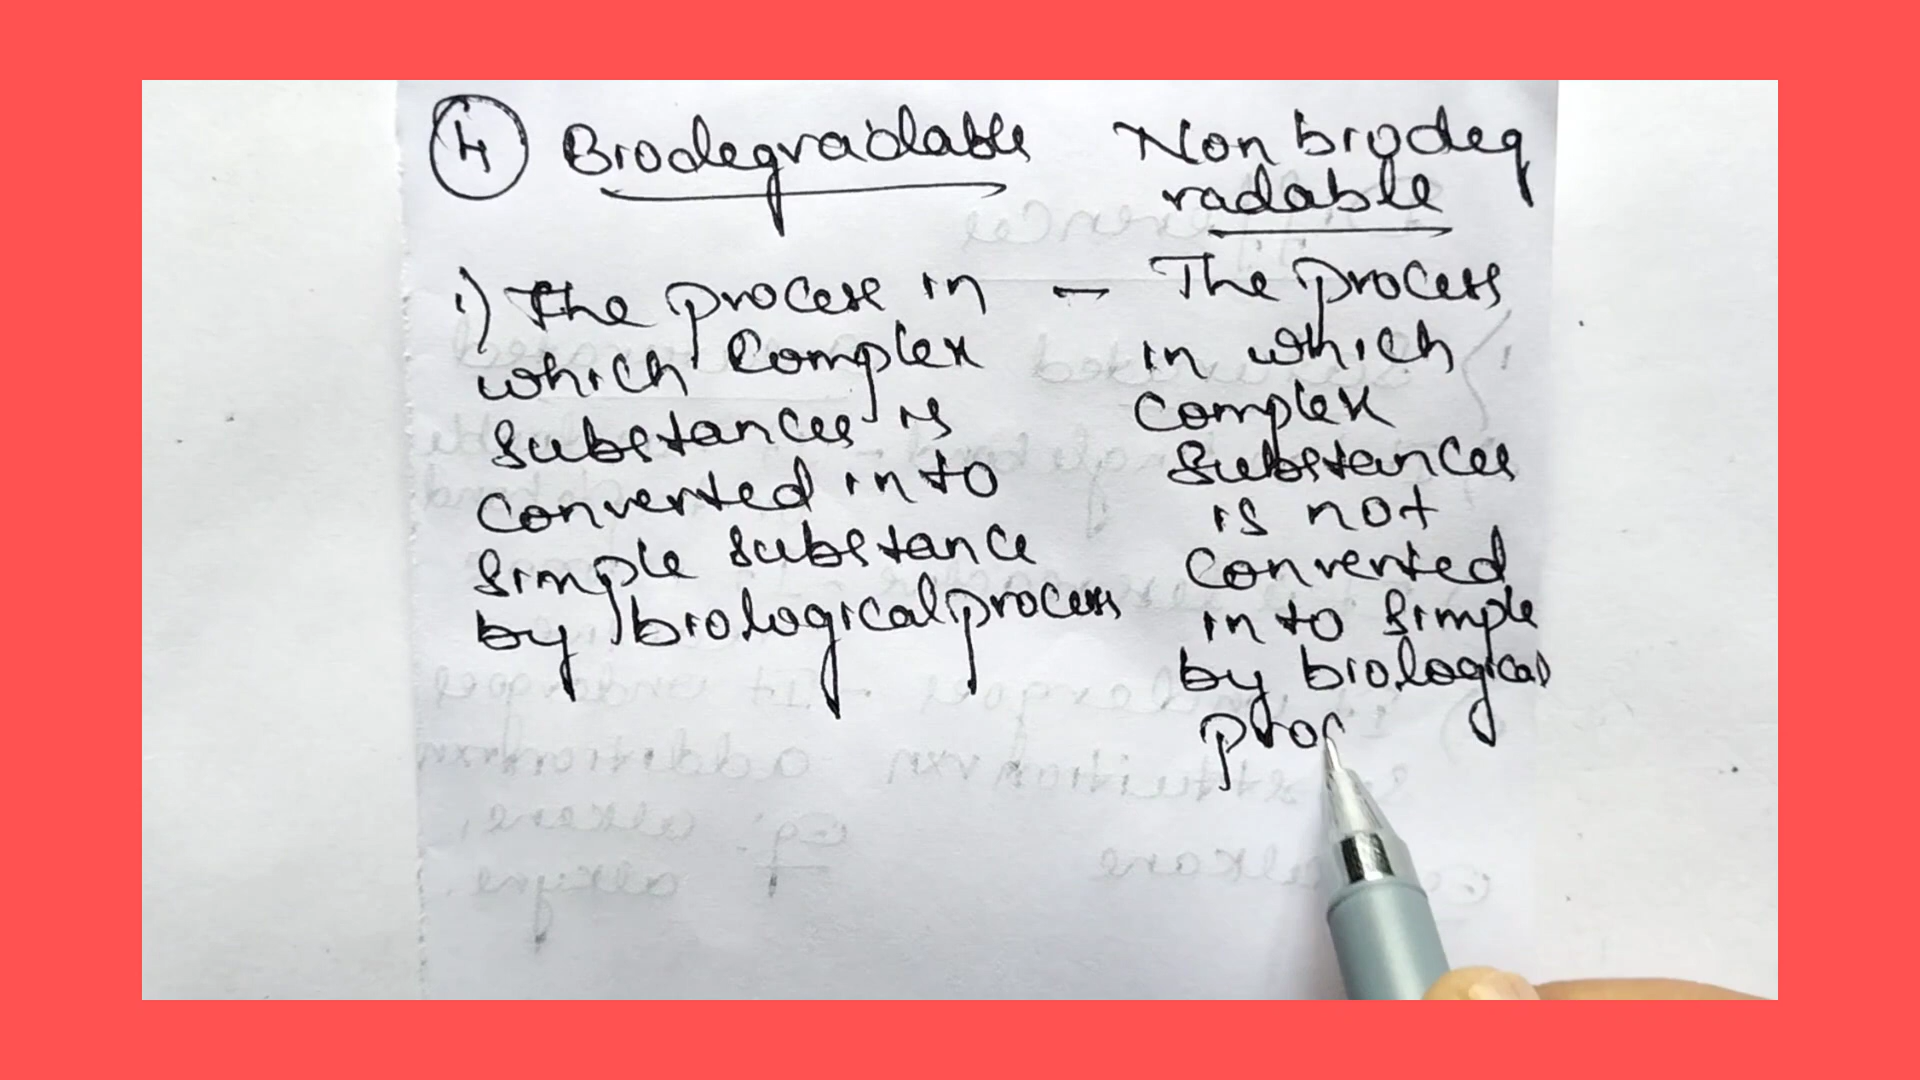 4 Biodegradable
Non biodeg
radable
i) The process in
which Complex
Substances is
Converted into
Simple Substance
by biological process
— The process
in which
Complex
Substances
is not
Converted
into Simple
by biological
proc